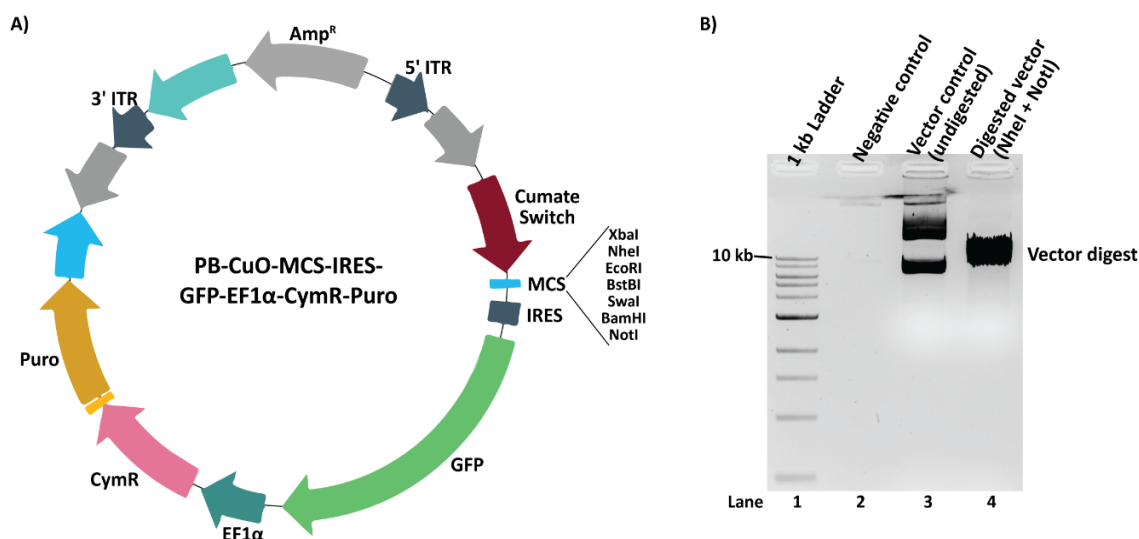 A)
Amp^R
5' ITR
3' ITR
Cumate
Switch
PB-CuO-MCS-IRES-
GFP-EF1α-CymR-Puro
MCS
IRES
XbaI
NheI
EcoRI
BstBI
SwaI
BamHI
NotI
Puro
CymR
EF1α
GFP
B)
1 kb Ladder
Negative control
Vector control
(undigested)
Digested vector
(NheI + NotI)
10 kb
Vector digest
Lane 1 2 3 4